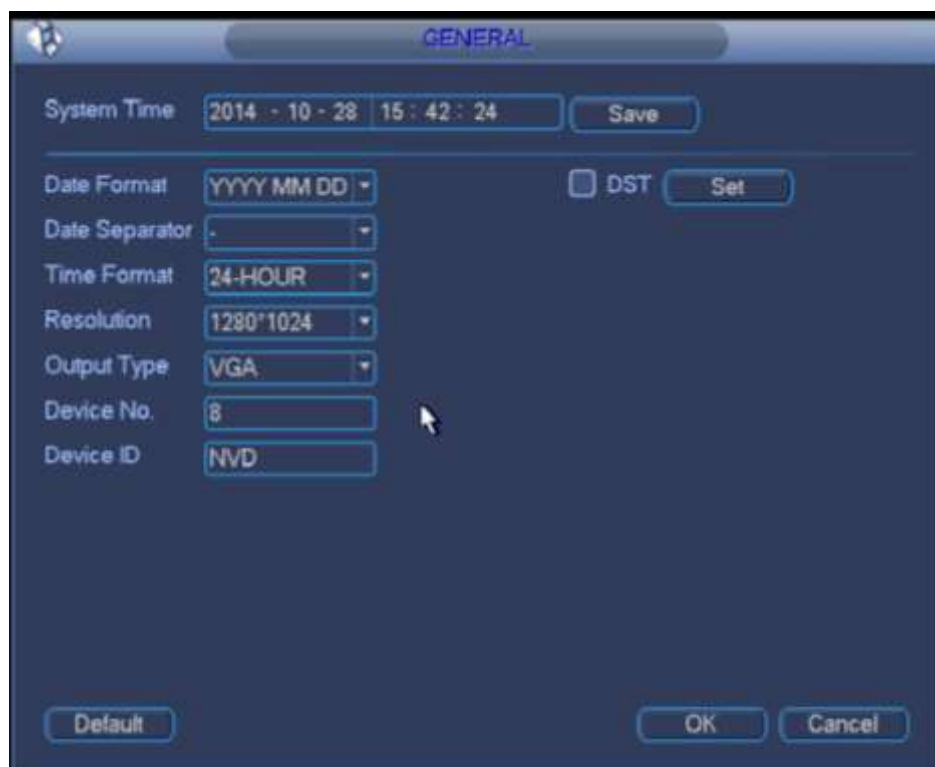 GENERAL
System Time 2014 - 10 - 28 15 : 42 : 24 Save
Date Format YYYY MM DD DST Set
Date Separator -
Time Format 24-HOUR
Resolution 1280*1024
Output Type VGA
Device No. 8
Device ID NVD
Default OK Cancel